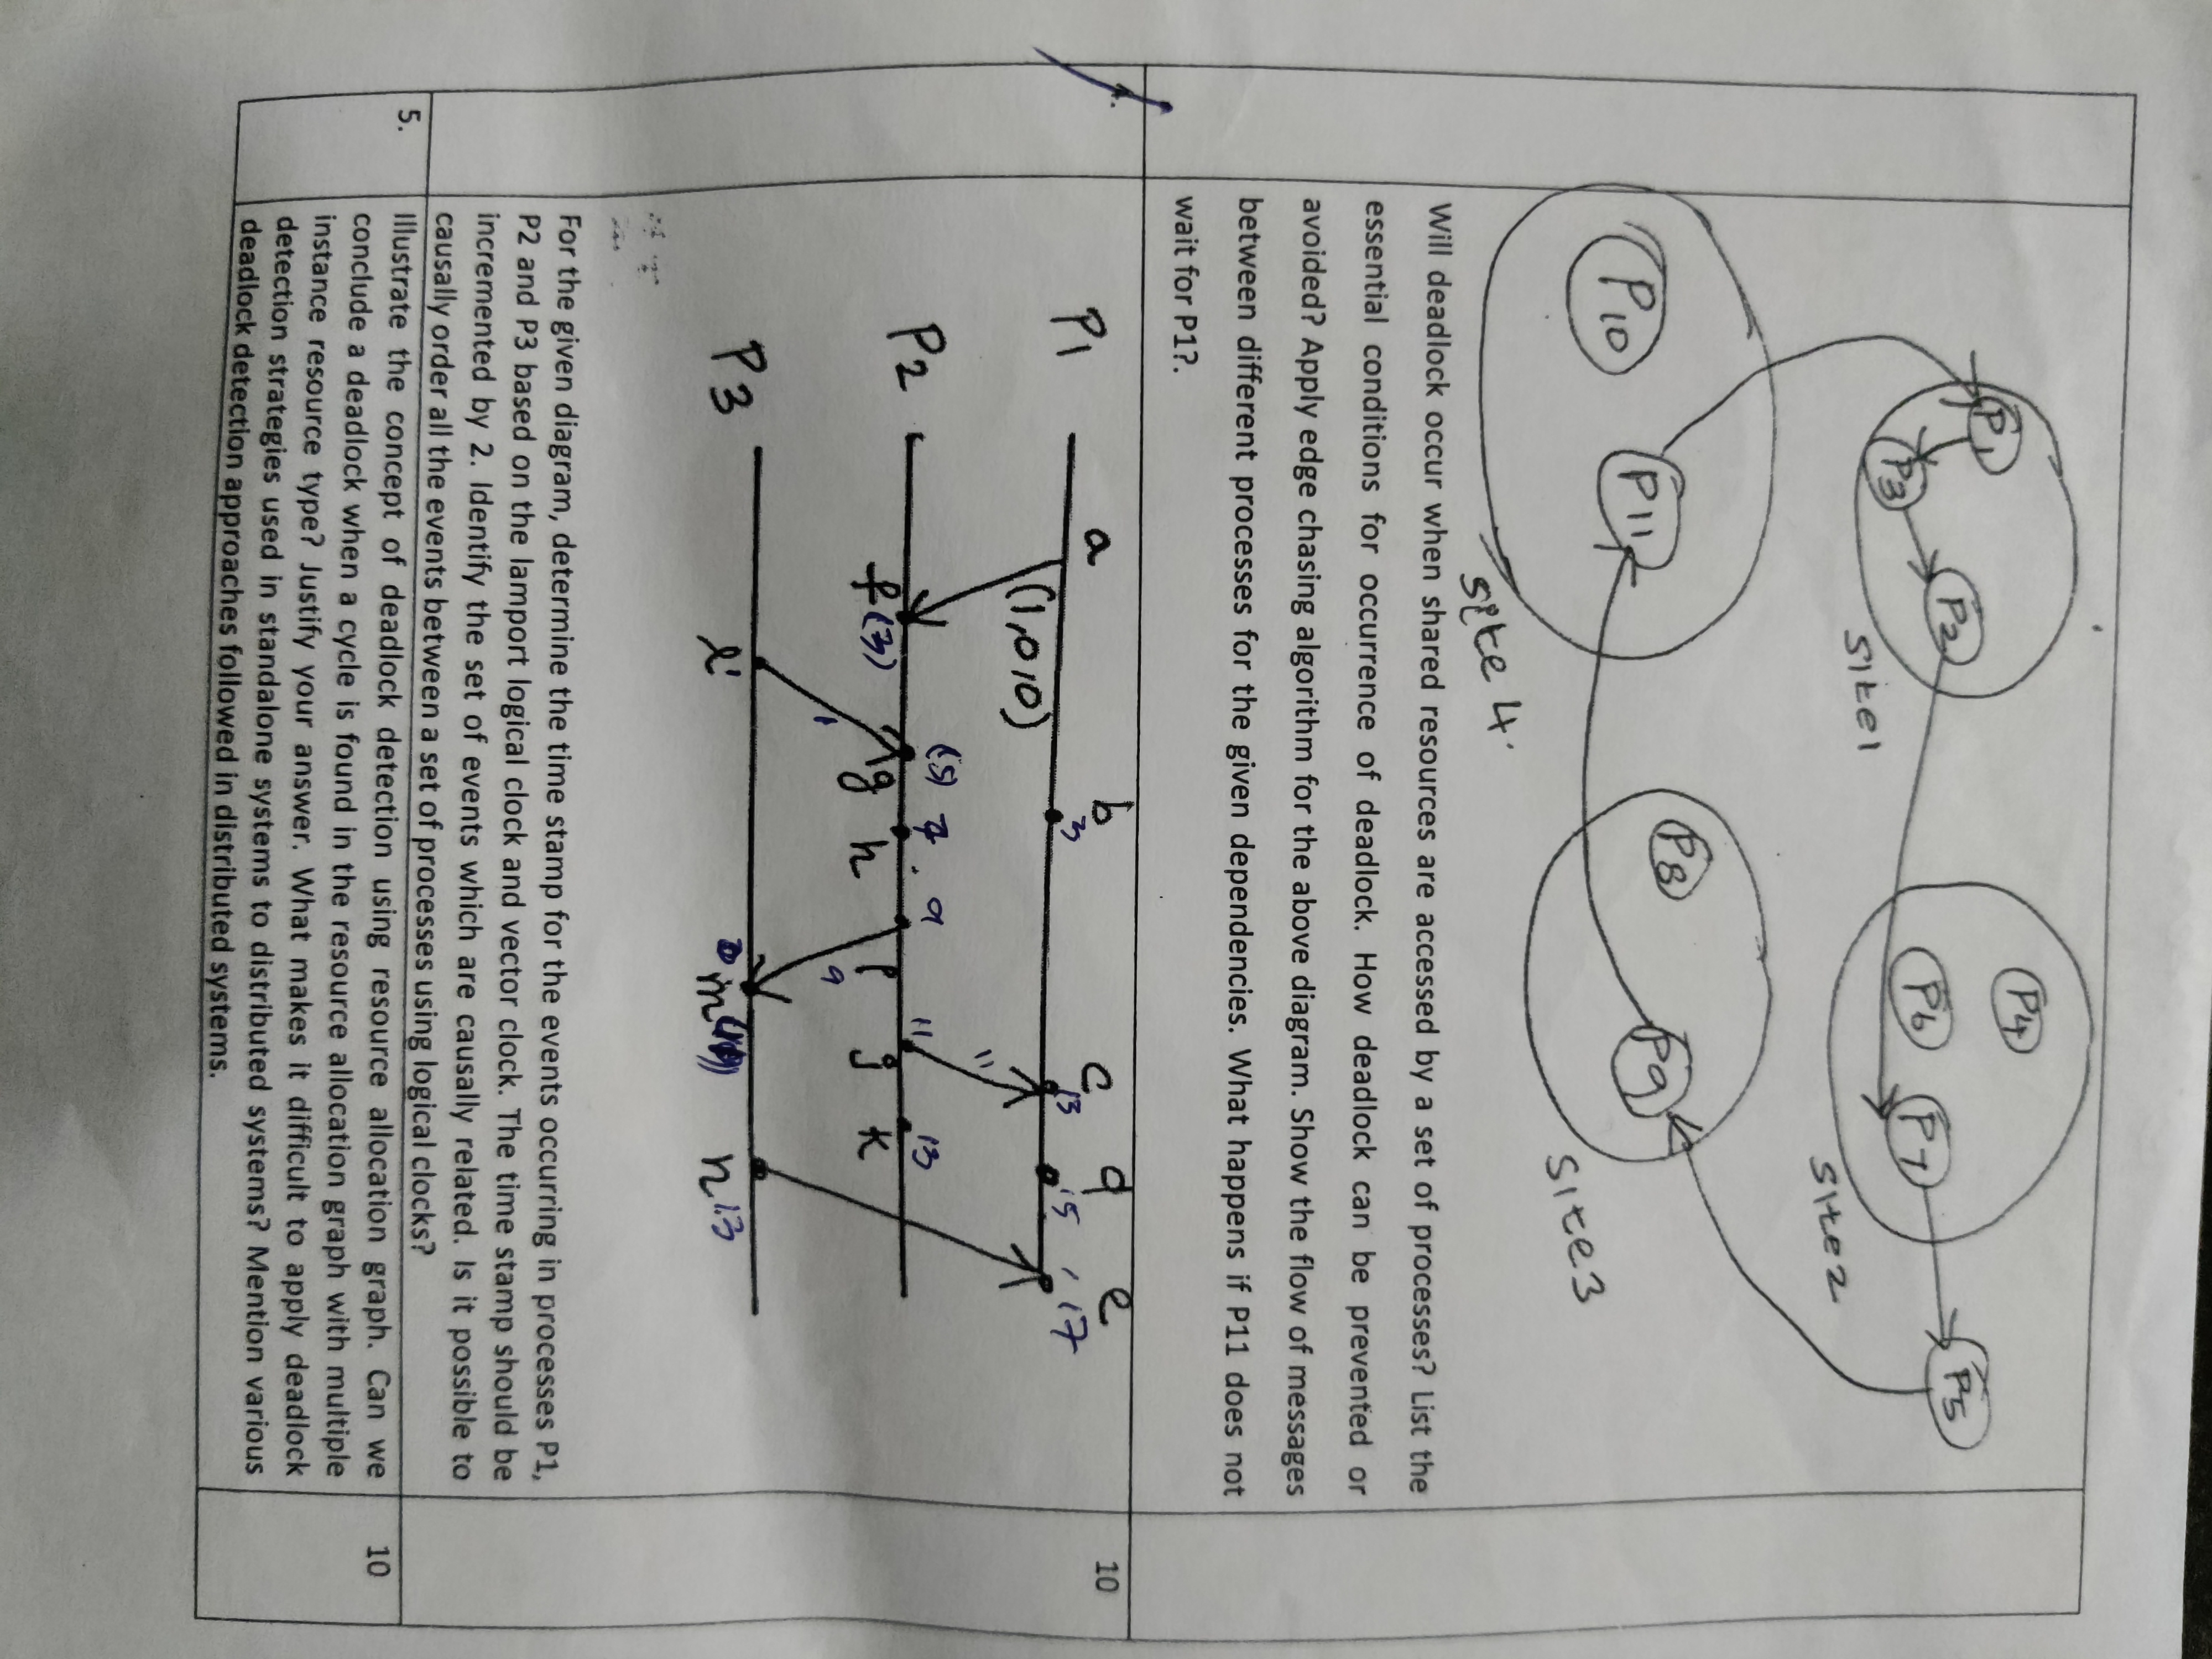 P1
P3
P2
Site1
P4
P6
P7
Site2
P5
P10
P11
Site 4.
P8
P9
Site3
Will deadlock occur when shared resources are accessed by a set of processes? List the
essential conditions for occurrence of deadlock. How deadlock can be prevented or
avoided? Apply edge chasing algorithm for the above diagram. Show the flow of messages
between different processes for the given dependencies. What happens if P11 does not
wait for P1?.
10
P1 a b c d e
3 13 15 17
(1,0,0)
11
(5) 7 9 11 13
P2
f (3) g h i j k
1 9
P3
l m n 13
For the given diagram, determine the time stamp for the events occurring in processes P1,
P2 and P3 based on the lamport logical clock and vector clock. The time stamp should be
incremented by 2. Identify the set of events which are causally related. Is it possible to
causally order all the events between a set of processes using logical clocks?
5. Illustrate the concept of deadlock detection using resource allocation graph. Can we 10
conclude a deadlock when a cycle is found in the resource allocation graph with multiple
instance resource type? Justify your answer. What makes it difficult to apply deadlock
detection strategies used in standalone systems to distributed systems? Mention various
deadlock detection approaches followed in distributed systems.